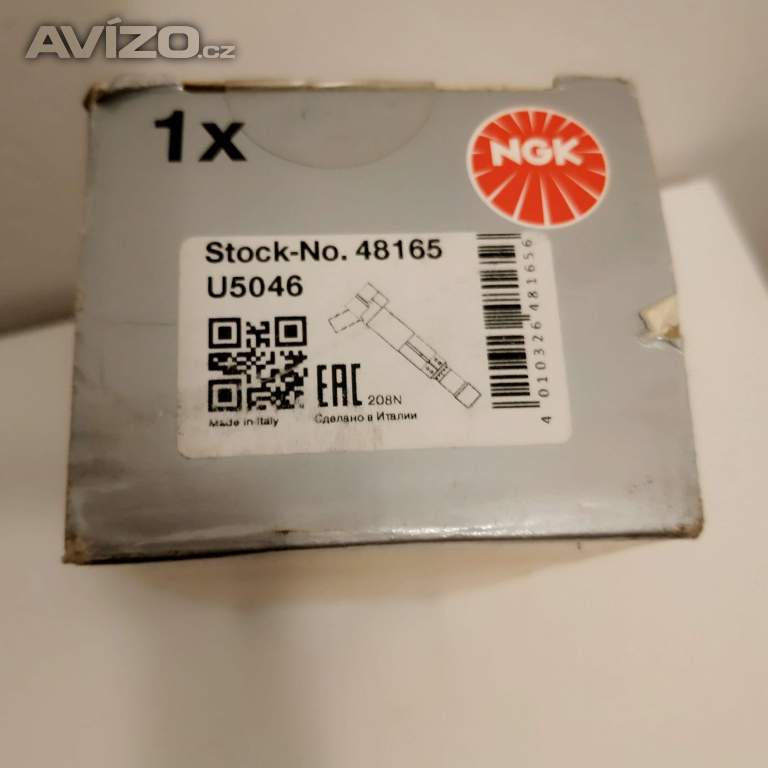 AVÍZO.cz
1x
NGK
Stock-No. 48165
U5046
EAC
208N
Made in Italy
Сделано в Италии
4 010326 481656